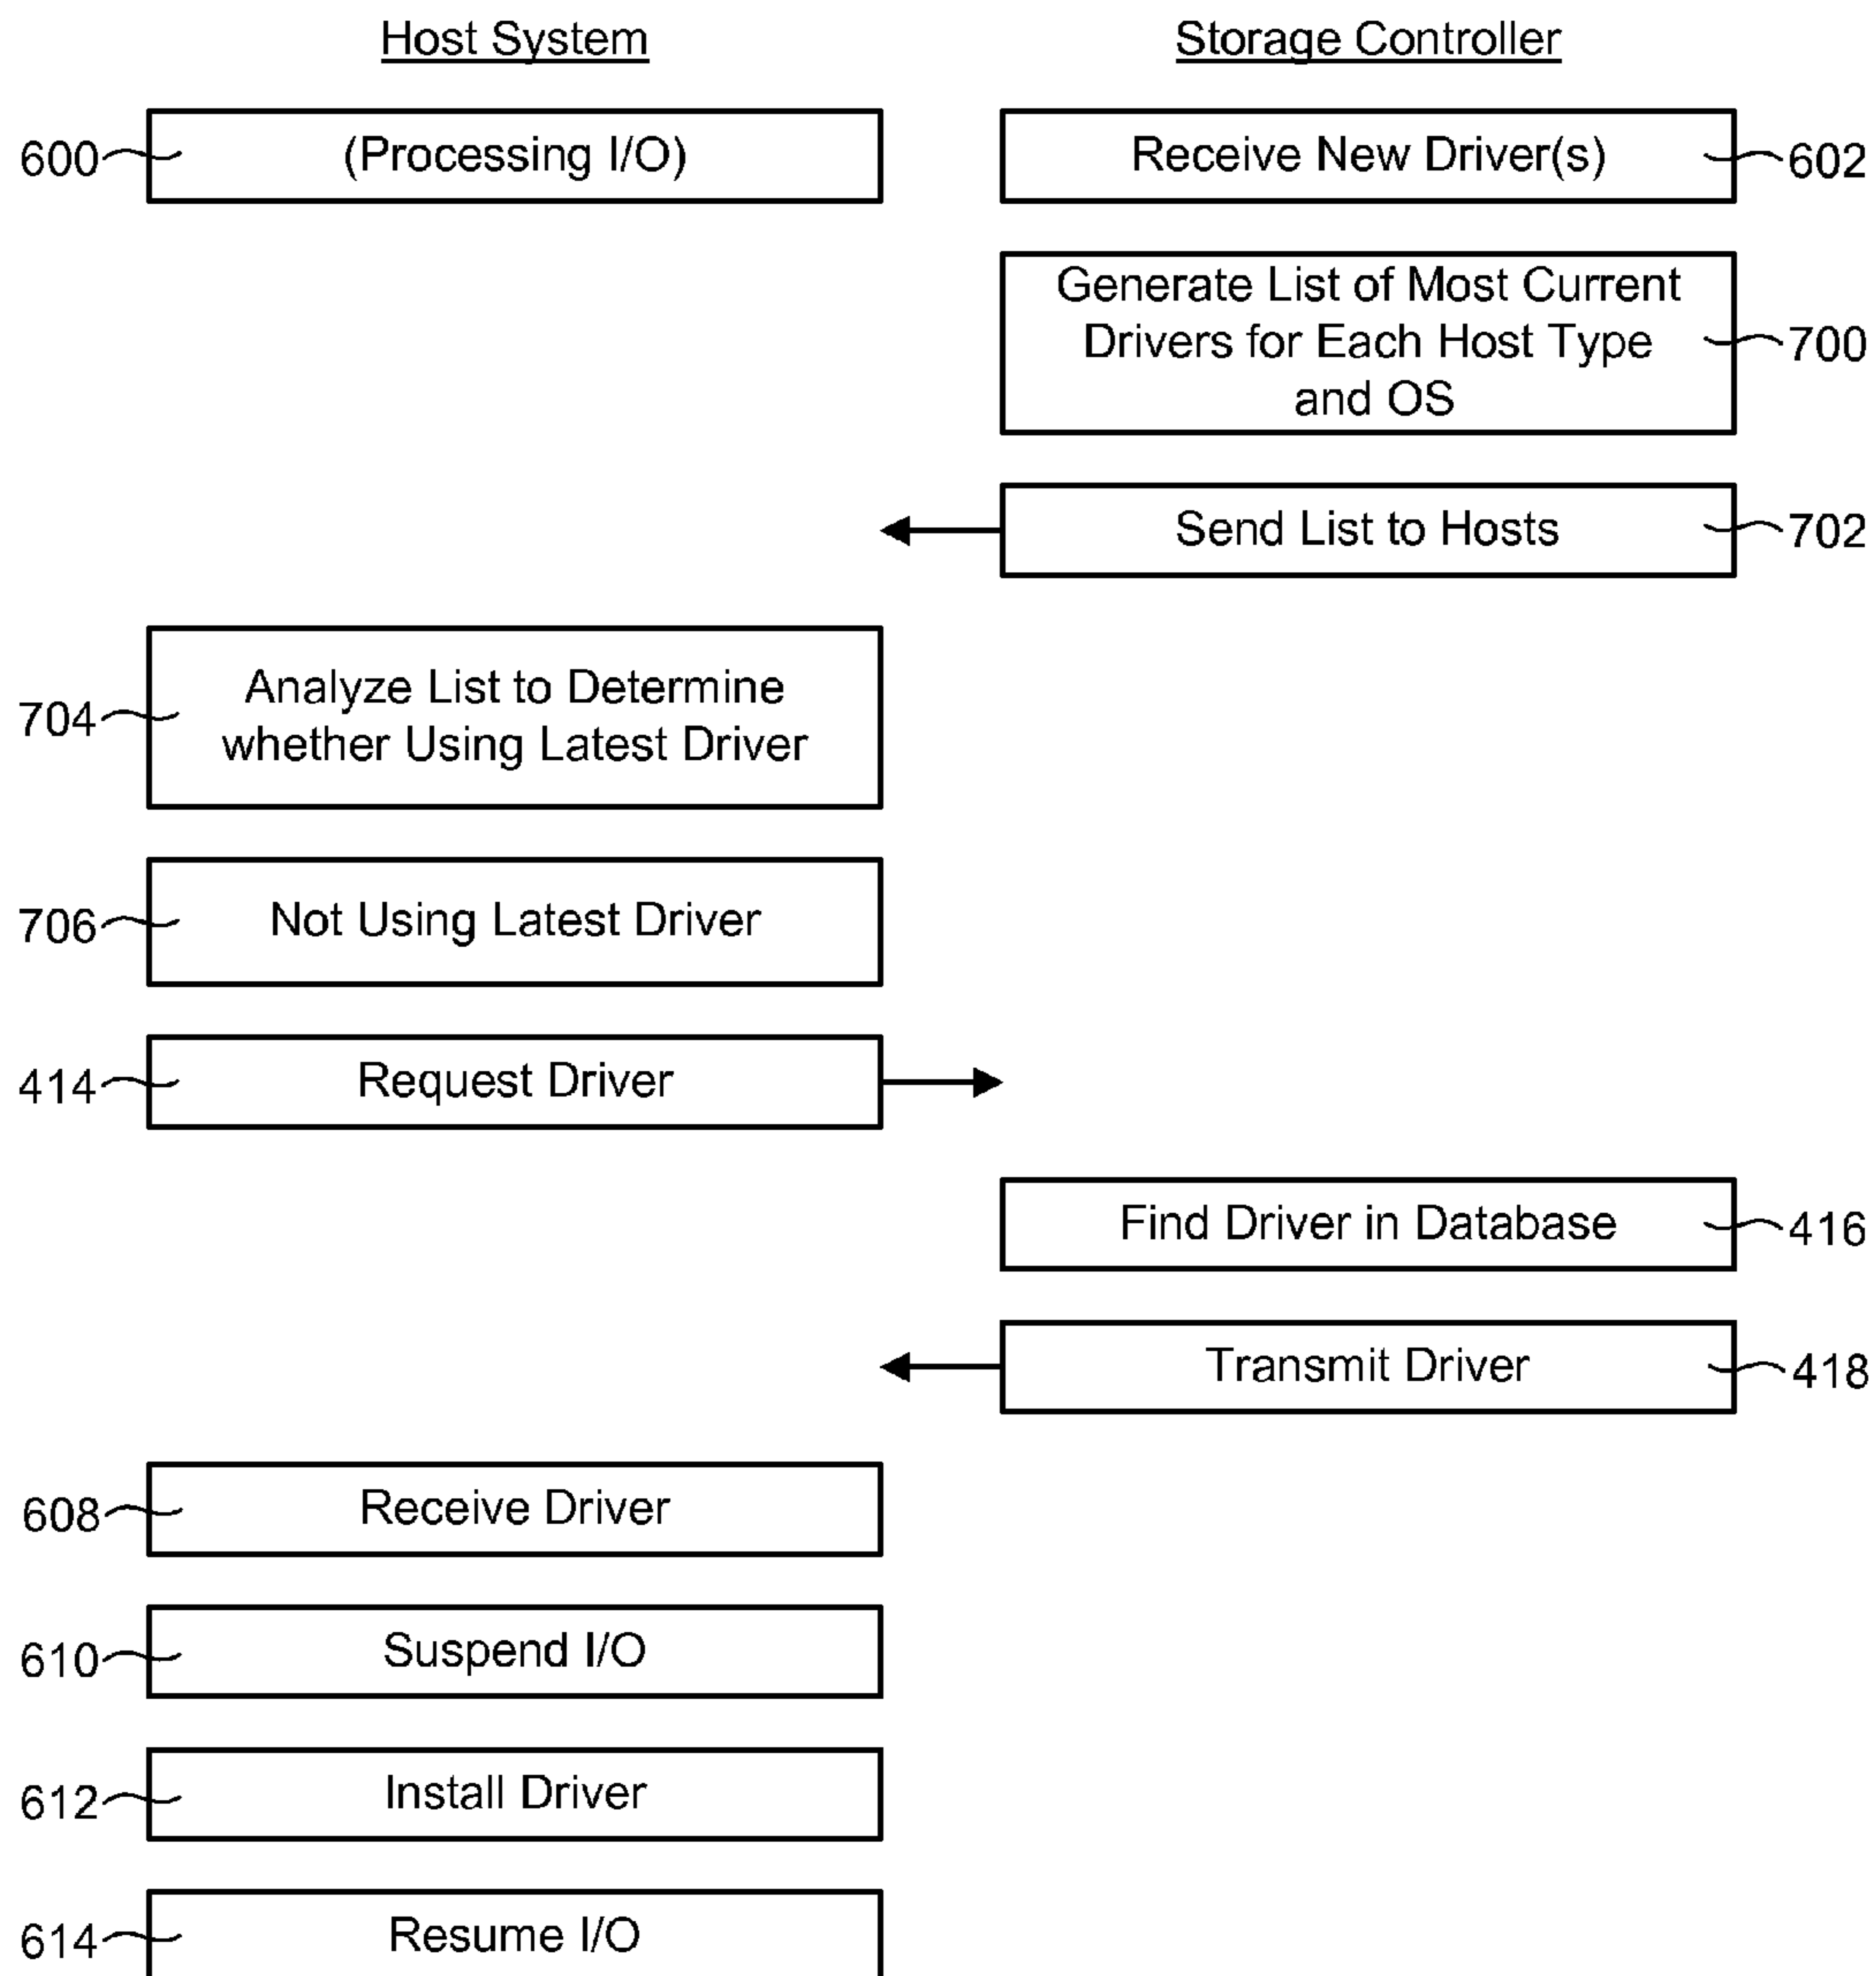 Host System
Storage Controller
600
(Processing I/O)
Receive New Driver(s)
602
Generate List of Most Current
Drivers for Each Host Type
and OS
700
Send List to Hosts
702
704
Analyze List to Determine
whether Using Latest Driver
706
Not Using Latest Driver
414
Request Driver
Find Driver in Database
416
Transmit Driver
418
608
Receive Driver
610
Suspend I/O
612
Install Driver
614
Resume I/O